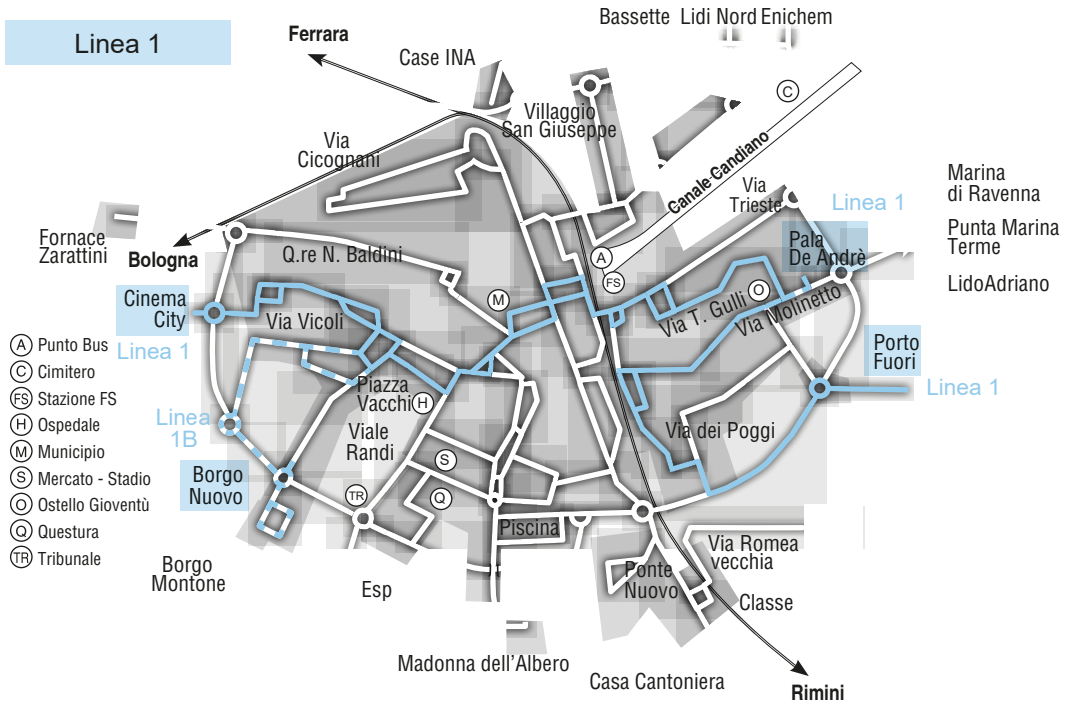 Linea 1
Ferrara
Case INA
Bassette
Lidi Nord
Enichem
C
Villaggio
San Giuseppe
Via
Cicognani
Canale Candiano
Via
Trieste
Linea 1
Marina
di Ravenna
Punta Marina
Terme
LidoAdriano
Fornace
Zarattini
Bologna
Q.re N. Baldini
A
FS
Pala
De Andrè
Cinema
City
Linea 1
Via Vicoli
M
Via T. Gulli
O
Via Molinetto
Porto
Fuori
Linea 1
A Punto Bus
C Cimitero
FS Stazione FS
H Ospedale
M Municipio
S Mercato - Stadio
O Ostello Gioventù
Q Questura
TR Tribunale
Linea
1B
Piazza
Vacchi
H
Viale
Randi
Via dei Poggi
Borgo
Nuovo
S
Q
TR
Piscina
Borgo
Montone
Esp
Ponte
Nuovo
Via Romea
vecchia
Classe
Madonna dell'Albero
Casa Cantoniera
Rimini